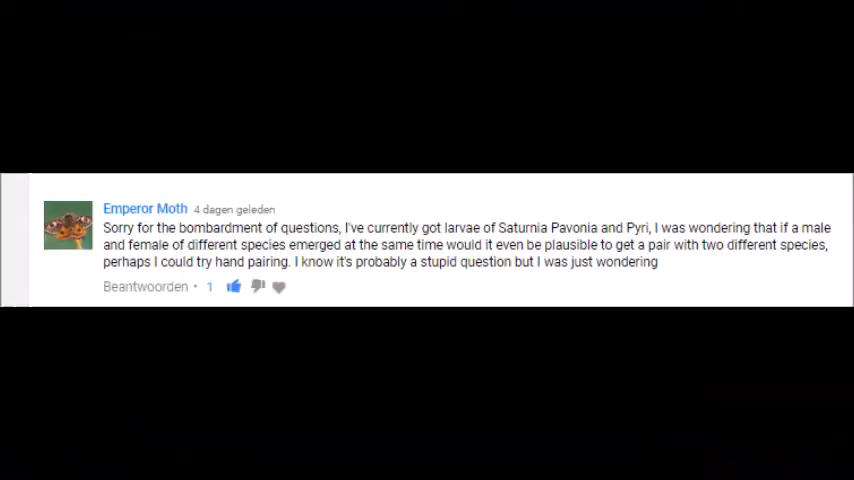 Emperor Moth 4 dagen geleden
Sorry for the bombardment of questions, I've currently got larvae of Saturnia Pavonia and Pyri, I was wondering that if a male
and female of different species emerged at the same time would it even be plausible to get a pair with two different species,
perhaps I could try hand pairing. I know it's probably a stupid question but I was just wondering
Beantwoorden • 1